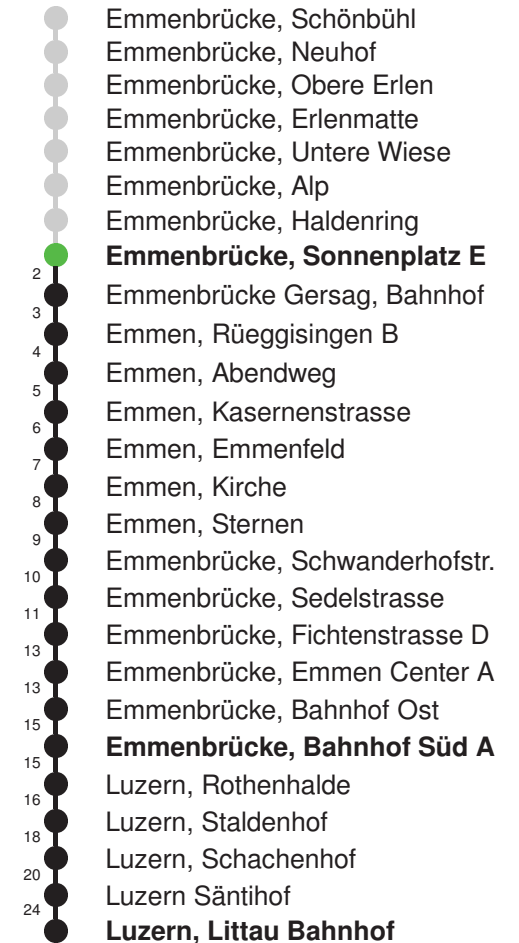 Emmenbrücke, Schönbühl
Emmenbrücke, Neuhof
Emmenbrücke, Obere Erlen
Emmenbrücke, Erlenmatte
Emmenbrücke, Untere Wiese
Emmenbrücke, Alp
Emmenbrücke, Haldenring
Emmenbrücke, Sonnenplatz E
2
Emmenbrücke Gersag, Bahnhof
3
Emmen, Rüeggisingen B
4
Emmen, Abendweg
5
Emmen, Kasernenstrasse
6
Emmen, Emmenfeld
7
Emmen, Kirche
8
Emmen, Sternen
9
Emmenbrücke, Schwanderhofstr.
10
Emmenbrücke, Sedelstrasse
11
Emmenbrücke, Fichtenstrasse D
13
Emmenbrücke, Emmen Center A
13
Emmenbrücke, Bahnhof Ost
15
Emmenbrücke, Bahnhof Süd A
15
Luzern, Rothenhalde
16
Luzern, Staldenhof
18
Luzern, Schachenhof
20
Luzern Säntihof
24
Luzern, Littau Bahnhof